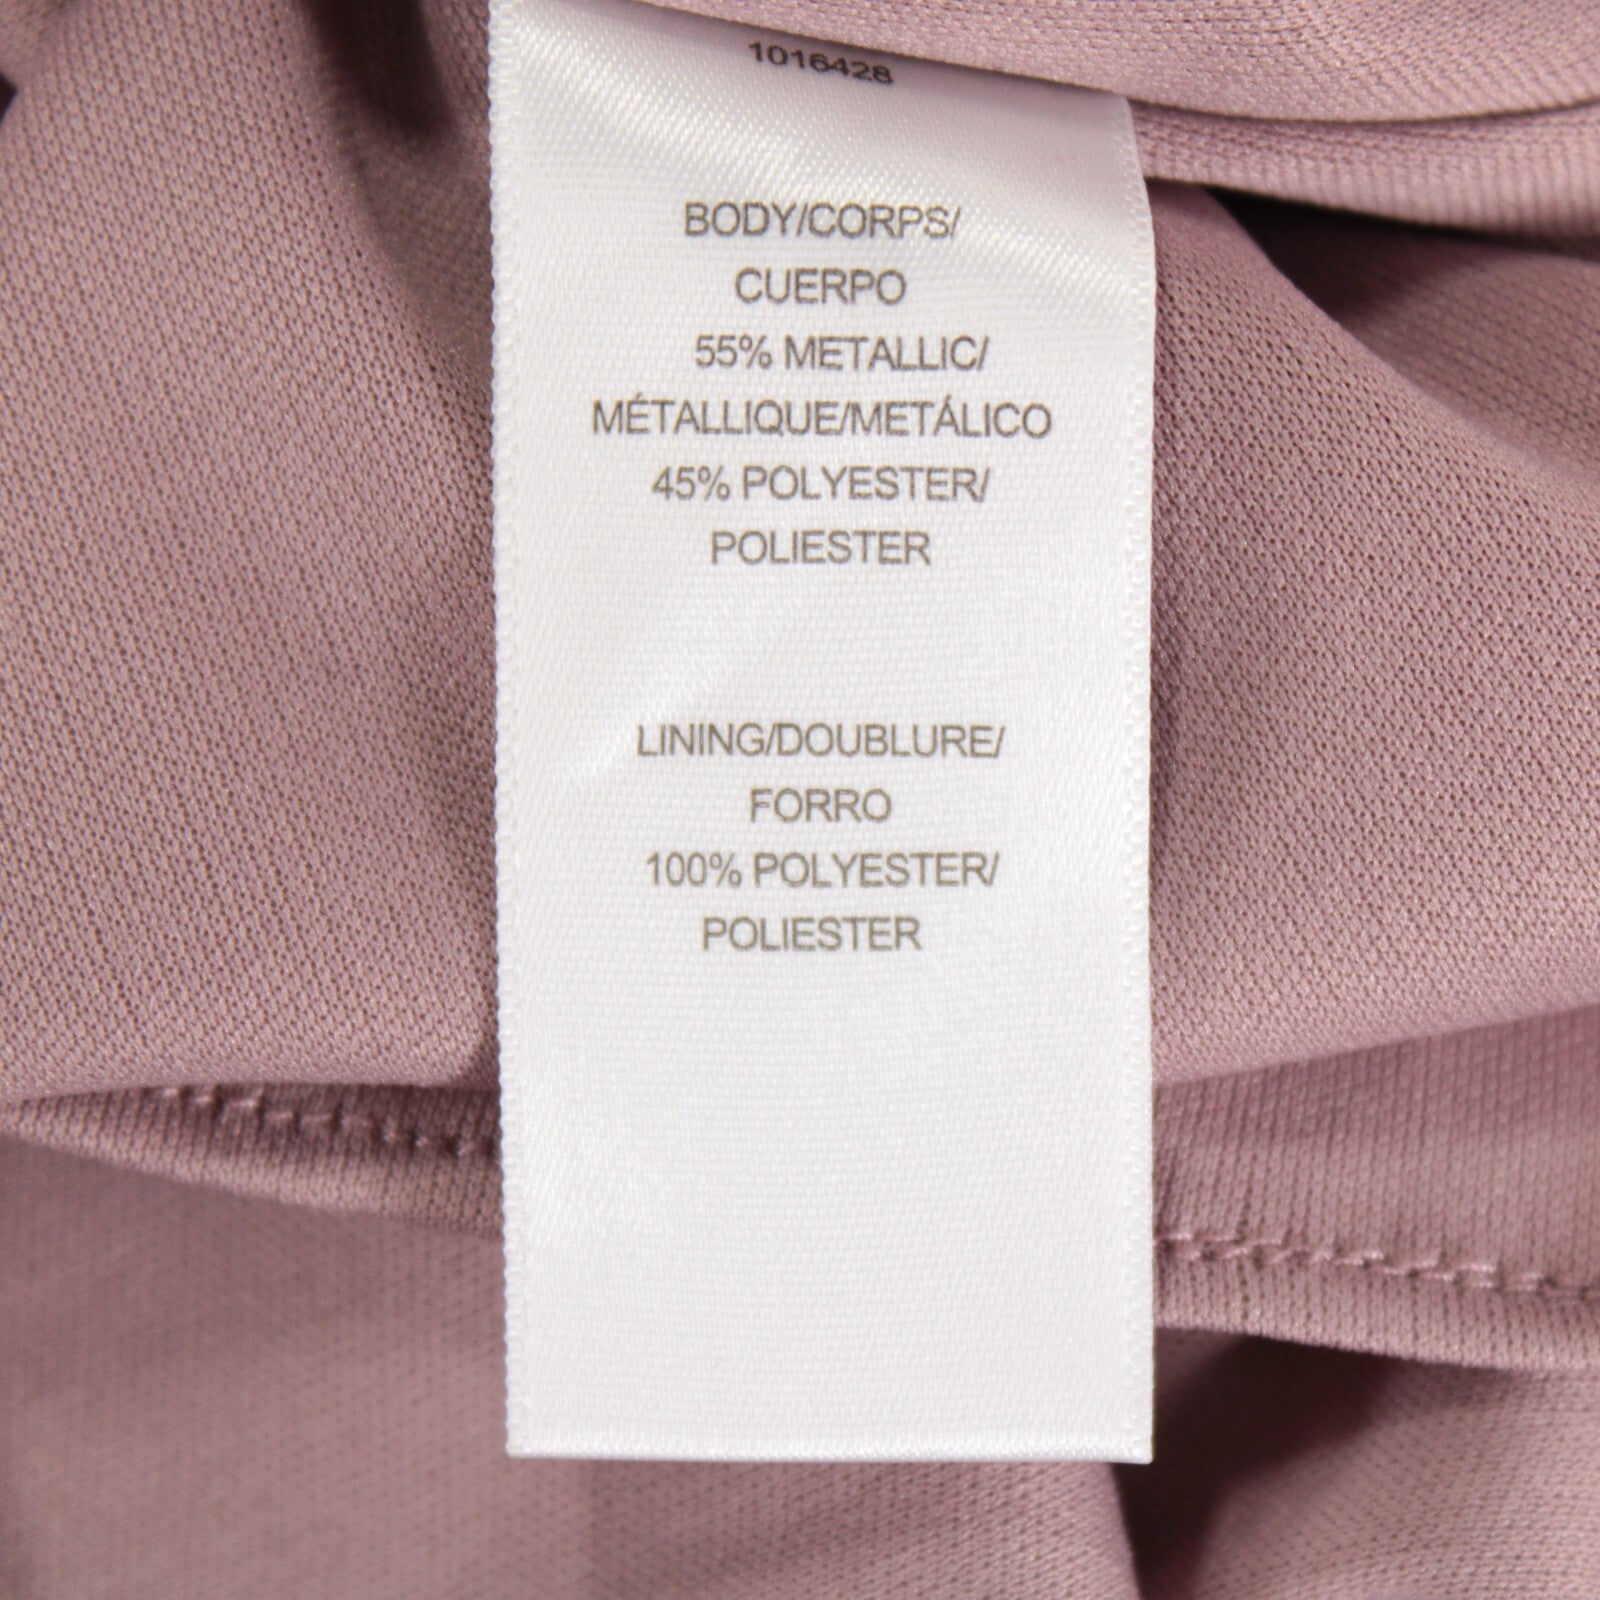 1016428
BODY/CORPS/
CUERPO
55% METALLIC/
MÉTALLIQUE/METÁLICO
45% POLYESTER/
POLIESTER
LINING/DOUBLURE/
FORRO
100% POLYESTER/
POLIESTER